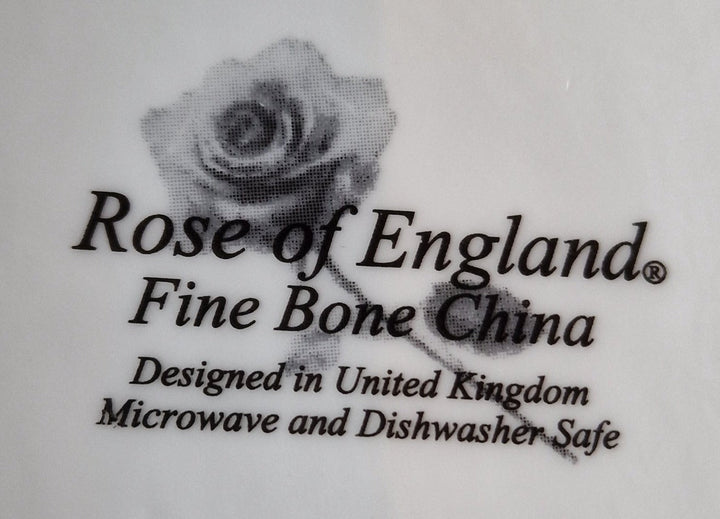 Rose of England®
Fine Bone China
Designed in United Kingdom
Microwave and Dishwasher Safe